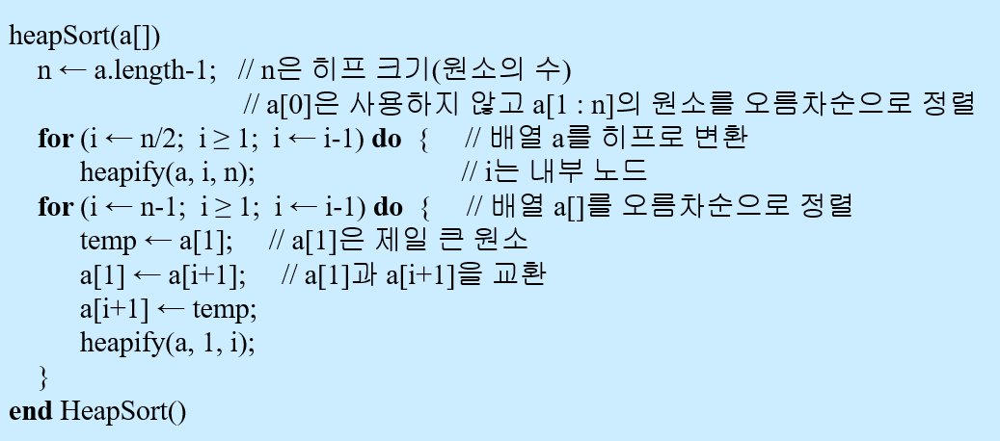 heapSort(a[])
n ← a.length-1; // n은 히프 크기(원소의 수)
// a[0]은 사용하지 않고 a[1 : n]의 원소를 오름차순으로 정렬
for (i ← n/2; i ≥ 1; i ← i-1) do { // 배열 a를 히프로 변환
heapify(a, i, n); // i는 내부 노드
for (i ← n-1; i ≥ 1; i ← i-1) do { // 배열 a[]를 오름차순으로 정렬
temp ← a[1]; // a[1]은 제일 큰 원소
a[1] ← a[i+1]; // a[1]과 a[i+1]을 교환
a[i+1] ← temp;
heapify(a, 1, i);
}
end HeapSort()